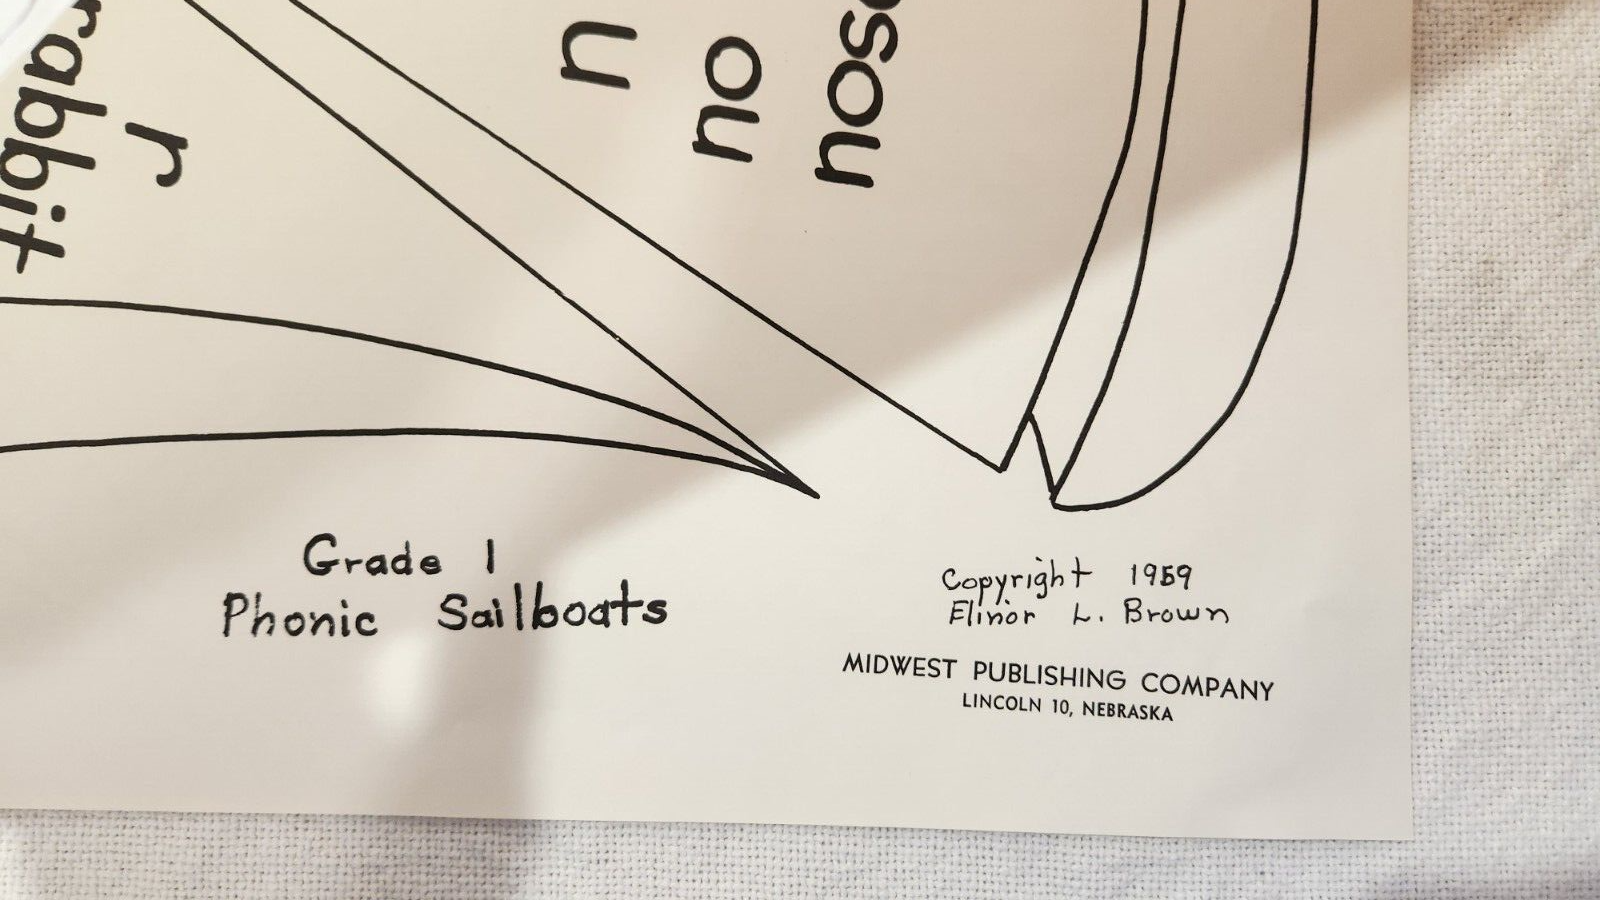 rabbit
r
n
no
nose
Grade 1
Phonic Sailboats
Copyright 1959
Elinor L. Brown
MIDWEST PUBLISHING COMPANY
LINCOLN 10, NEBRASKA